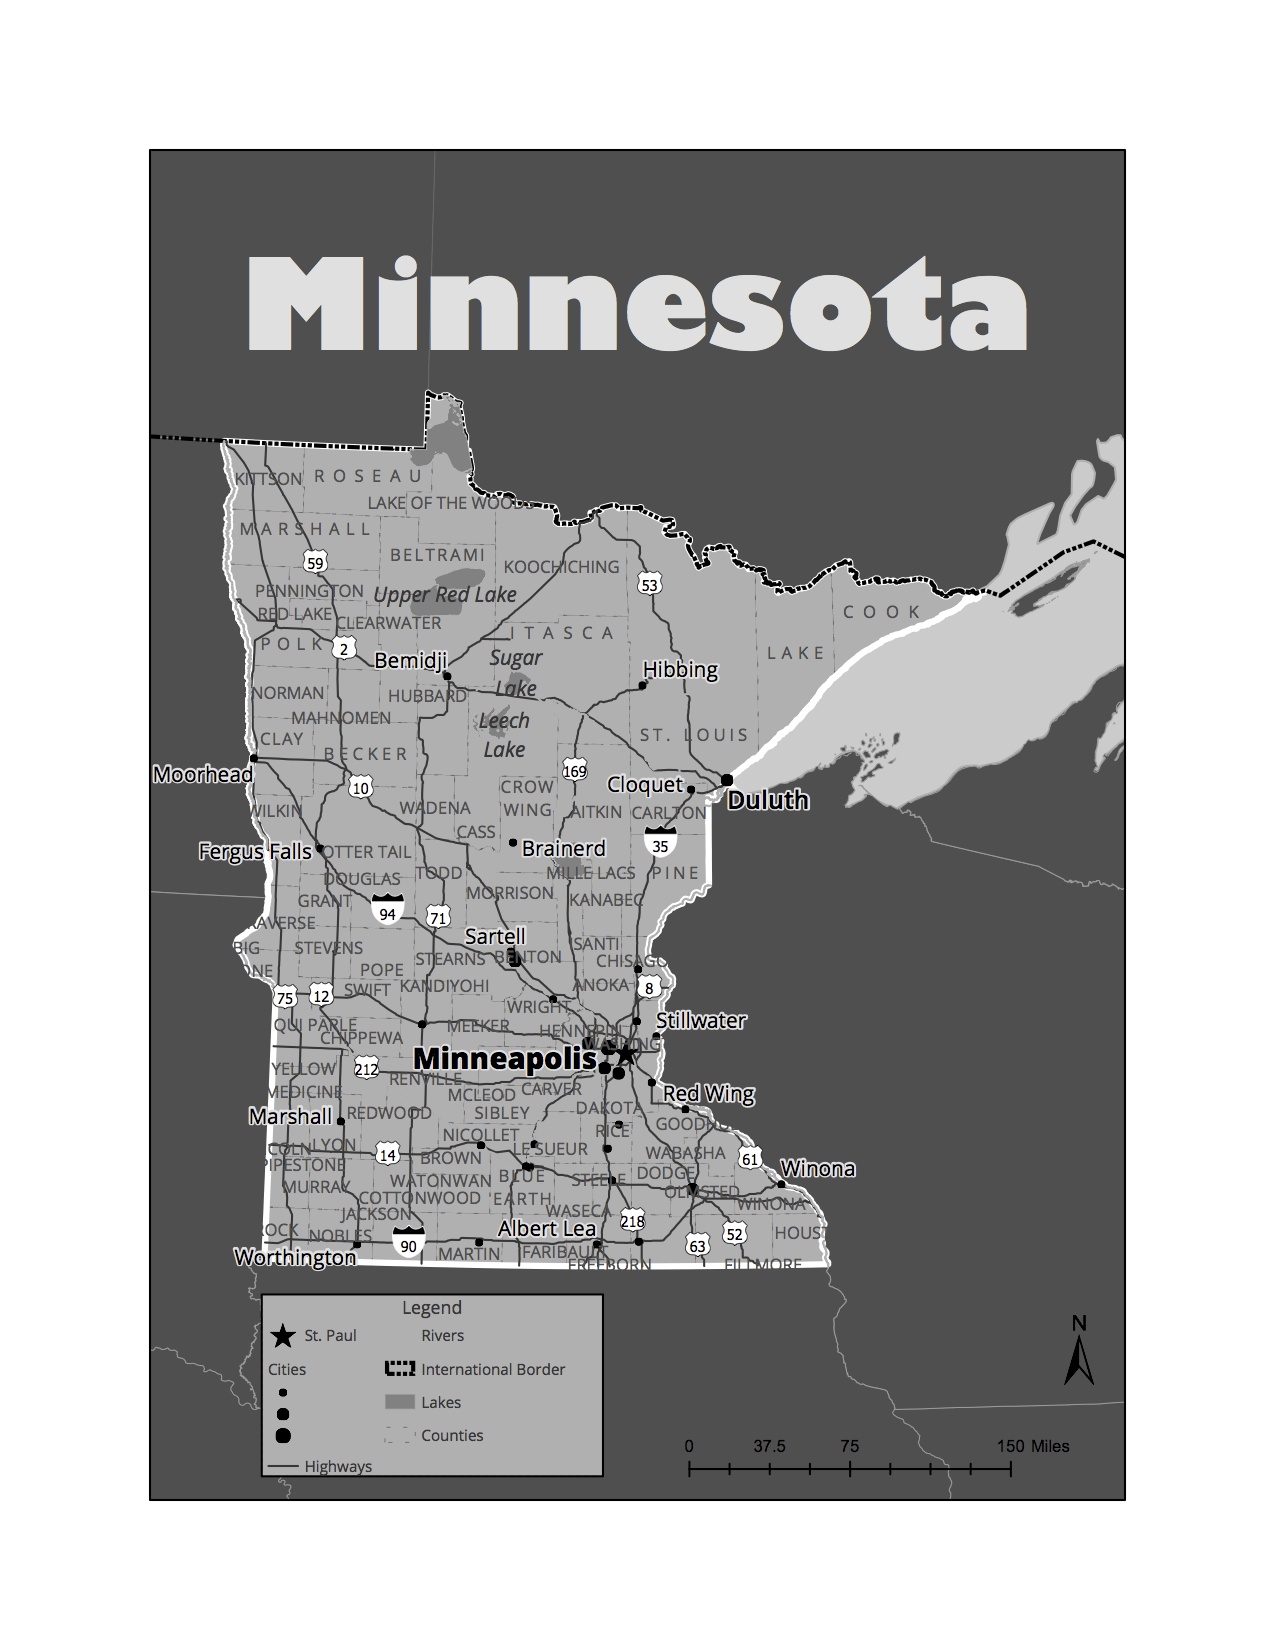 Minnesota
KITTSON
ROSEAU
LAKE OF THE WOODS
MARSHALL
BELTRAMI
59
KOOCHICHING
53
PENNINGTON
Upper Red Lake
RED LAKE
CLEARWATER
COOK
POLK
ITASCA
2
LAKE
Bemidji
Sugar
Lake
Hibbing
NORMAN
HUBBARD
MAHNOMEN
Leech
Lake
CLAY
ST. LOUIS
BECKER
Moorhead
169
10
CROW
WING
Cloquet
Duluth
WILKIN
WADENA
AITKIN
CARLTON
CASS
35
Fergus Falls
OTTER TAIL
Brainerd
DOUGLAS
TODD
MILLE LACS
PINE
MORRISON
GRANT
KANABEC
94
71
AVERSE
Sartell
BIG
ONE
STEVENS
SANTI
STEARNS
BENTON
CHISAGO
POPE
75
12
SWIFT
KANDIYOHI
ANOKA
8
WRIGHT
QUI PARLE
MEEKER
HENNEPIN
Stillwater
CHIPPEWA
WASHING
Minneapolis
YELLOW
MEDICINE
212
RENVILLE
MCLEOD
CARVER
Red Wing
Marshall
REDWOOD
SIBLEY
DAKOTA
GOODHU
NICOLLET
RICE
COLN
LYON
14
LE SUEUR
WABASHA
61
PIPESTONE
BROWN
Winona
MURRAY
WATONWAN
BLUE
EARTH
STEELE
DODGE
COTTONWOOD
OLMSTED
WINONA
JACKSON
WASECA
ROCK
NOBLES
90
Albert Lea
218
63
52
HOUST
Worthington
MARTIN
FARIBAULT
FREEBORN
FILLMORE
Legend
St. Paul
Rivers
Cities
International Border
Lakes
Counties
Highways
N
0 37.5 75 150 Miles